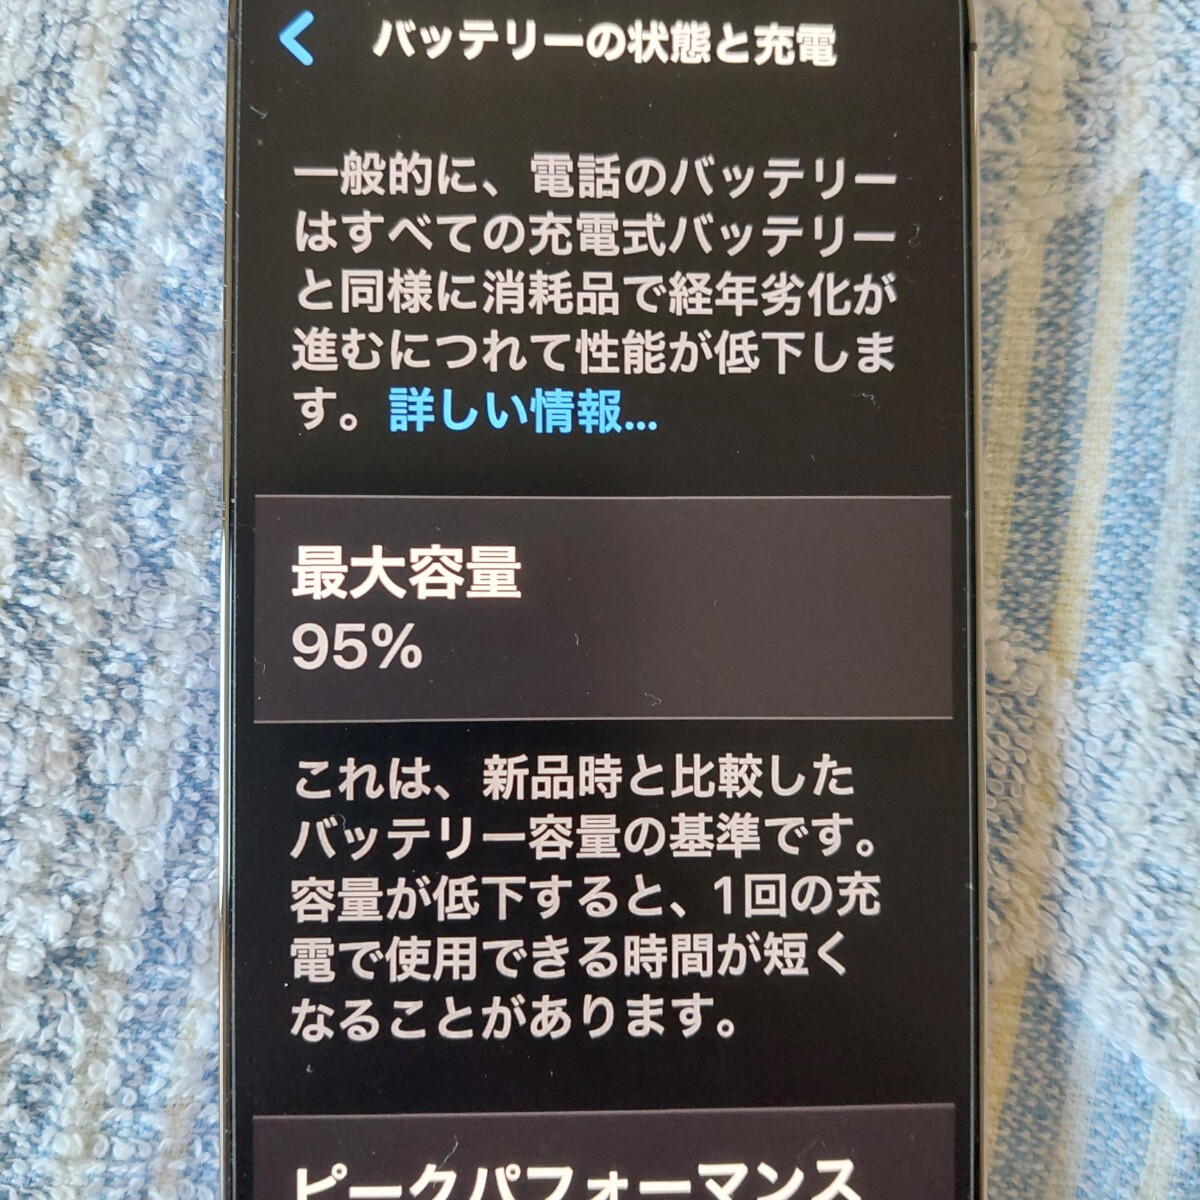 バッテリーの状態と充電
一般的に、電話のバッテリー
はすべての充電式バッテリー
と同様に消耗品で経年劣化が
進むにつれて性能が低下しま
す。詳しい情報...
最大容量
95%
これは、新品時と比較した
バッテリー容量の基準です。
容量が低下すると、1回の充
電で使用できる時間が短く
なることがあります。
ピークパフォーマンス